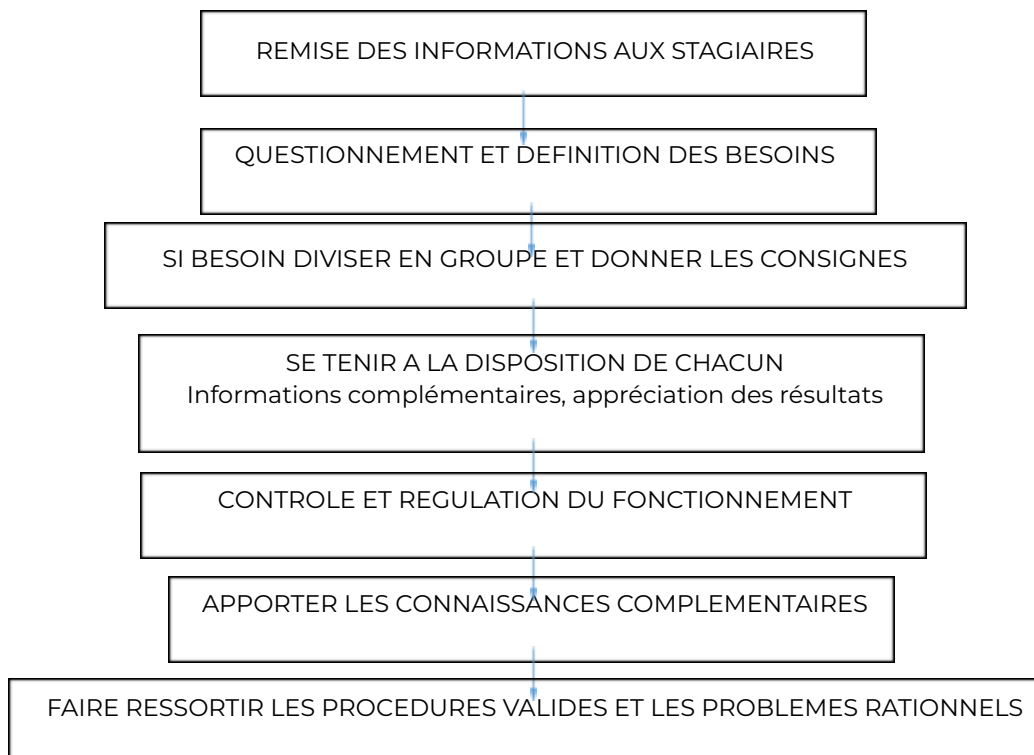 REMISE DES INFORMATIONS AUX STAGIAIRES
QUESTIONNEMENT ET DEFINITION DES BESOINS
SI BESOIN DIVISER EN GROUPE ET DONNER LES CONSIGNES
SE TENIR A LA DISPOSITION DE CHACUN
Informations complémentaires, appréciation des résultats
CONTROLE ET REGULATION DU FONCTIONNEMENT
APPORTER LES CONNAISSANCES COMPLEMENTAIRES
FAIRE RESSORTIR LES PROCEDURES VALIDES ET LES PROBLEMES RATIONNELS